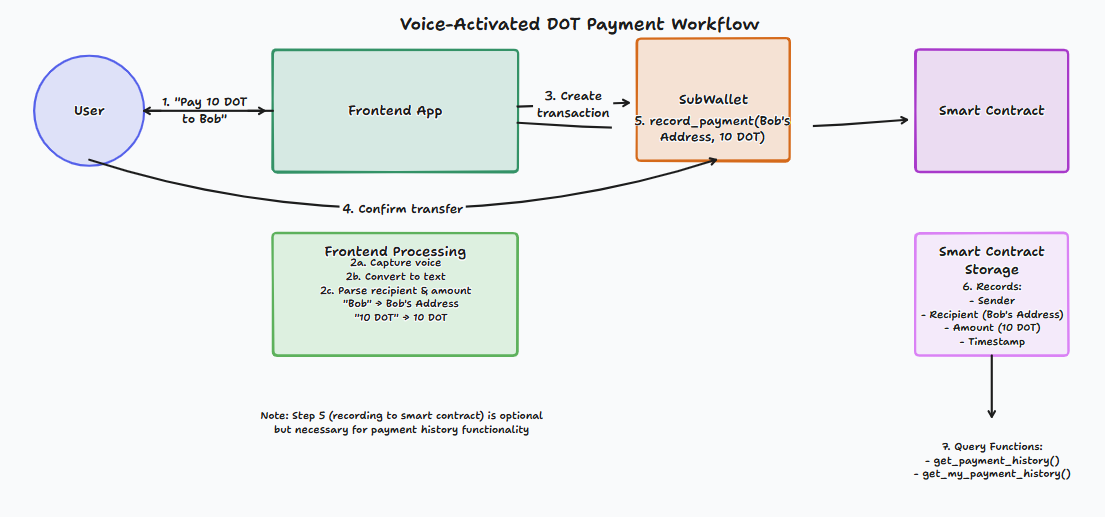 Voice-Activated DOT Payment Workflow
User
1. "Pay 10 DOT
to Bob"
Frontend App
3. Create
transaction
SubWallet
5. record_payment(Bob's
Address, 10 DOT)
Smart Contract
4. Confirm transfer
Frontend Processing
2a. Capture voice
2b. Convert to text
2c. Parse recipient & amount
"Bob" → Bob's Address
"10 DOT" → 10 DOT
Smart Contract
Storage
6. Records:
- Sender
- Recipient (Bob's Address)
- Amount (10 DOT)
- Timestamp
Note: Step 5 (recording to smart contract) is optional
but necessary for payment history functionality
7. Query Functions:
- get_payment_history()
- get_my_payment_history()